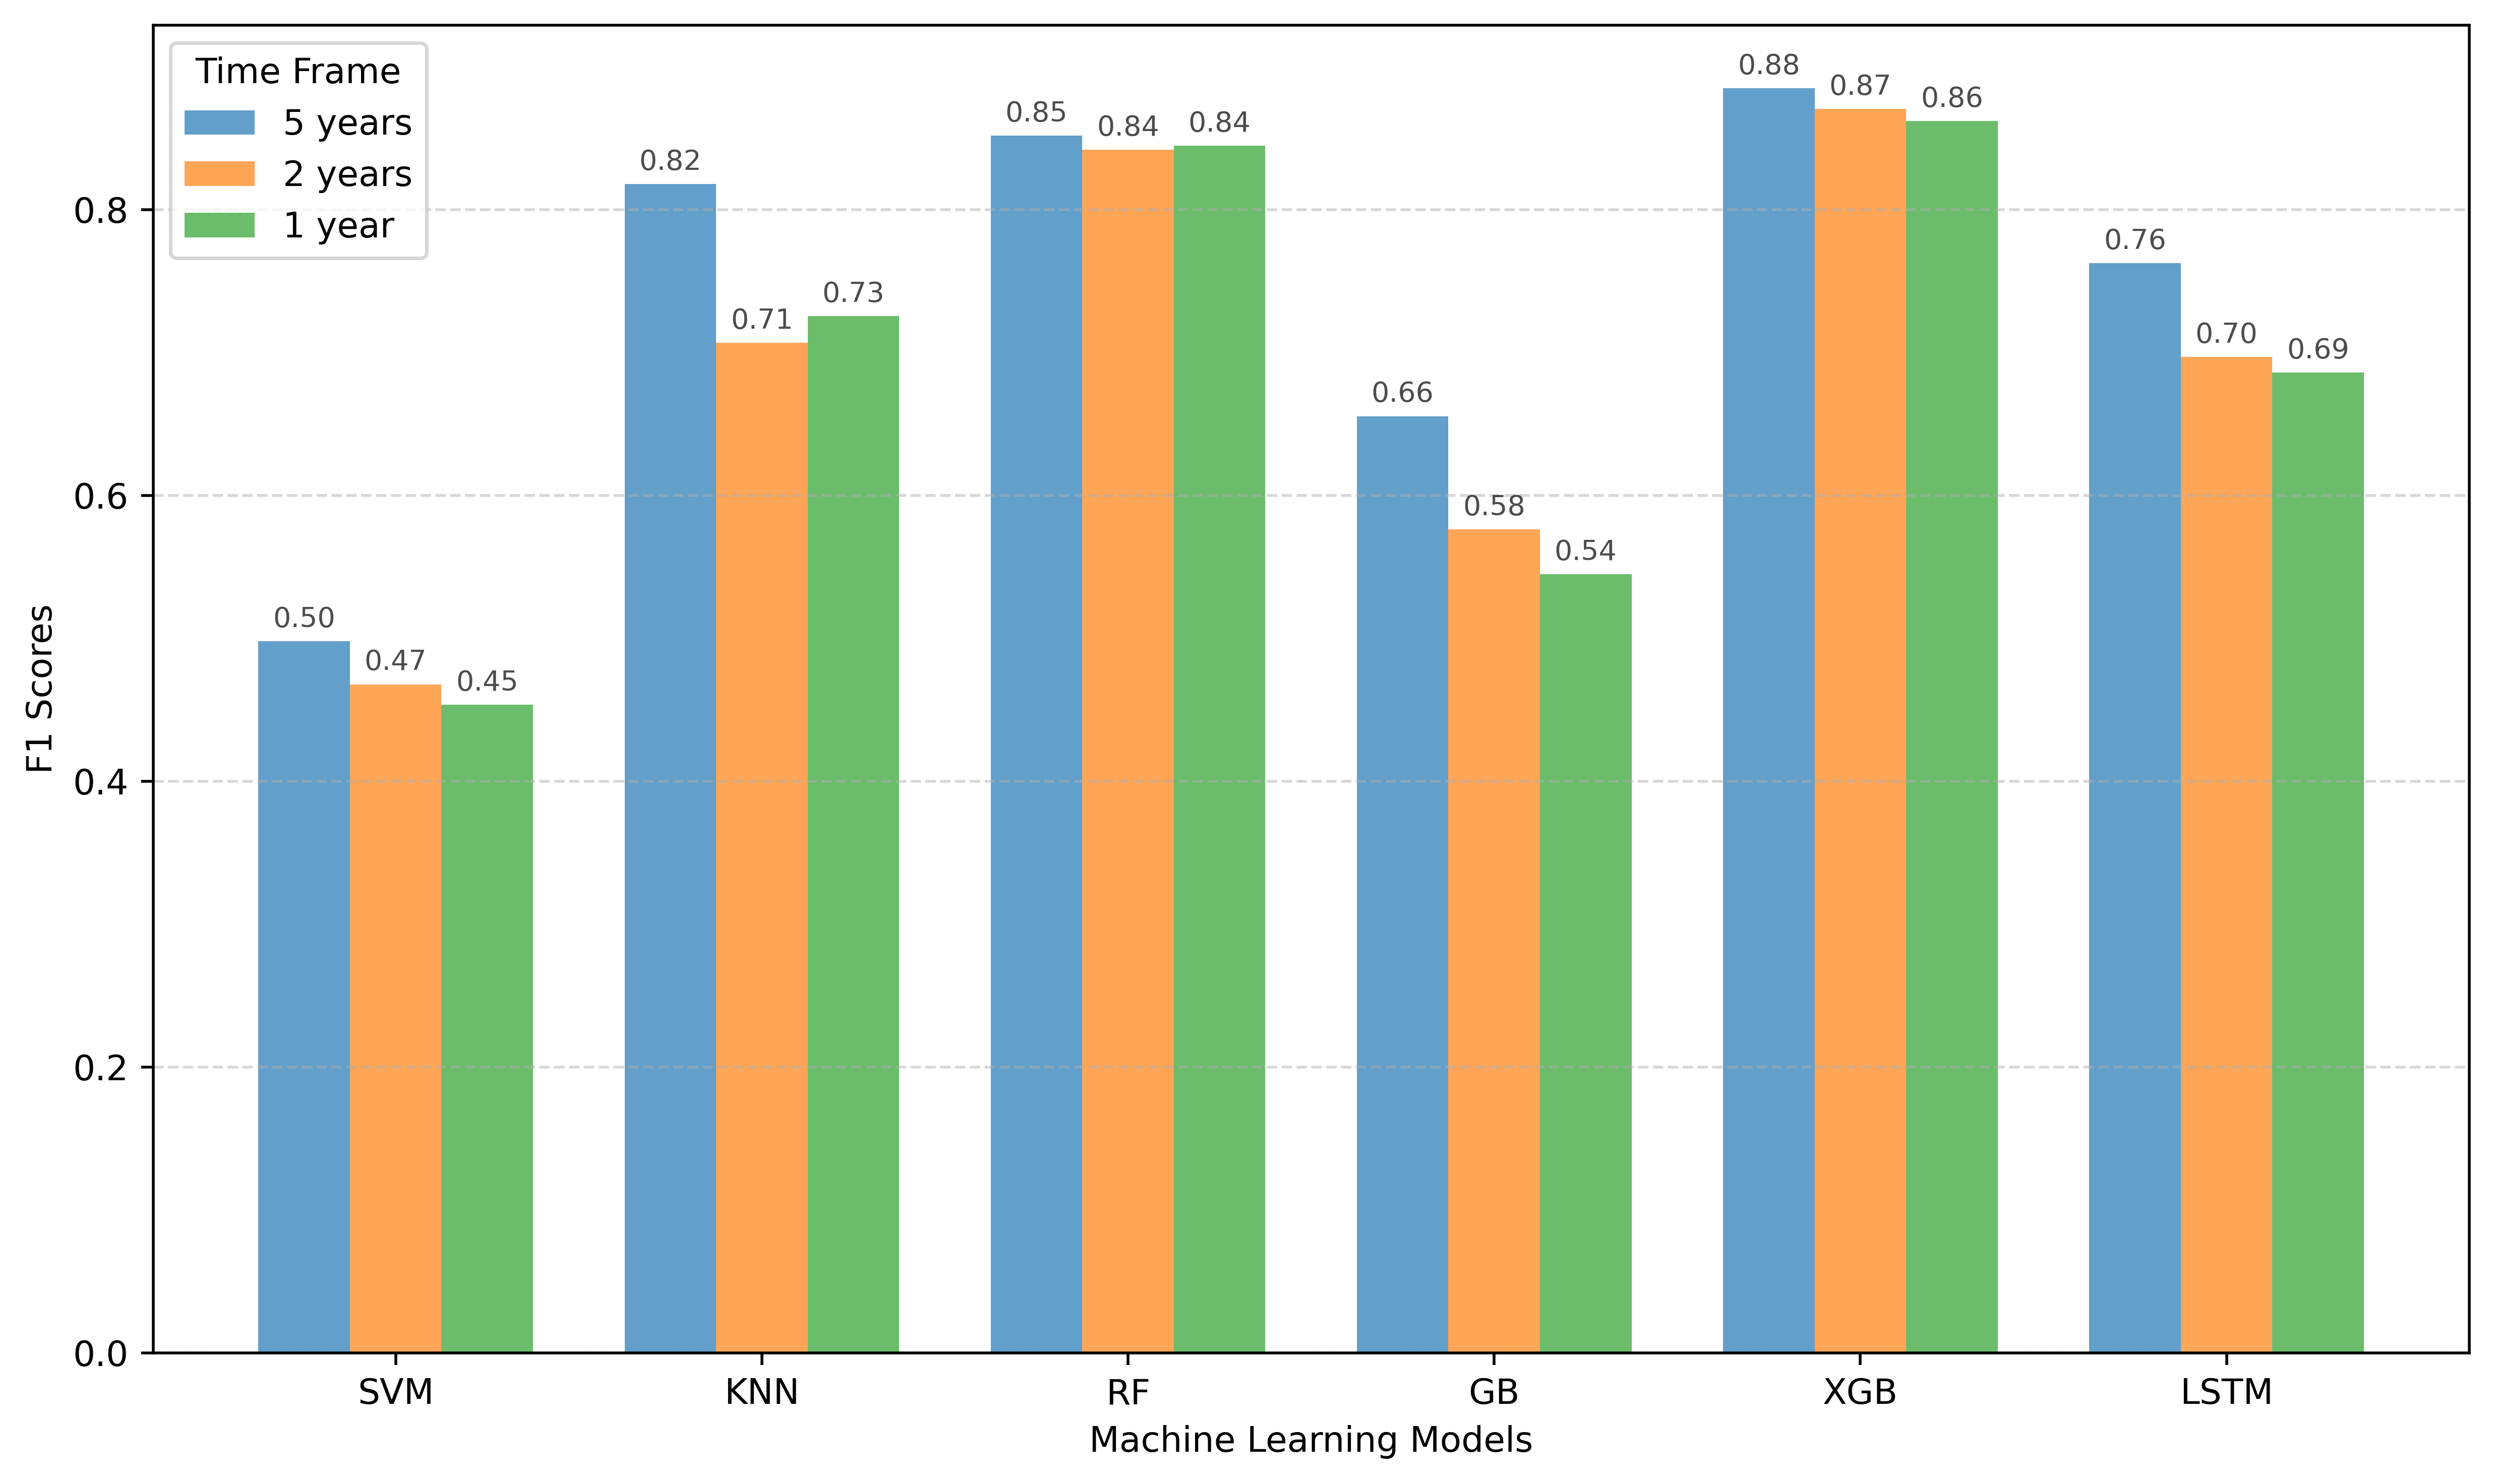 Time Frame
5 years
2 years
1 year
F1 Scores
0.8
0.6
0.4
0.2
0.0
0.50
0.47
0.45
0.82
0.71
0.73
0.85
0.84
0.84
0.66
0.58
0.54
0.88
0.87
0.86
0.76
0.70
0.69
SVM
KNN
RF
GB
XGB
LSTM
Machine Learning Models